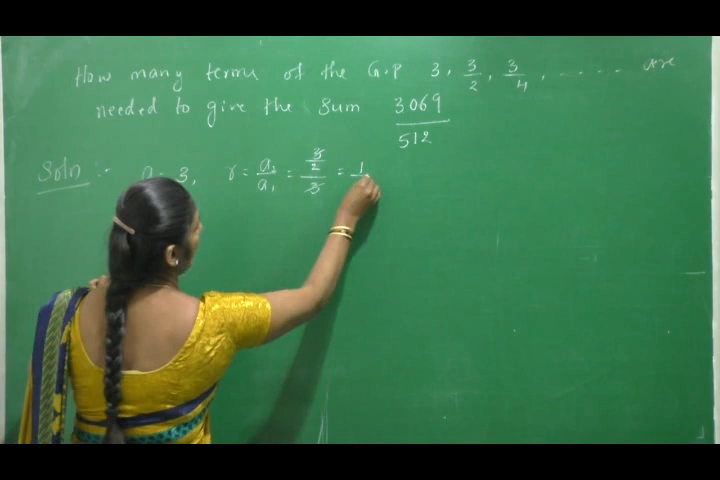 How many terms of the G.P 3, 3/2, 3/4, ..... are
needed to give the Sum 3069/512
Soln :- a = 3, r = a₂/a₁ = (3/2)/3 = 1/